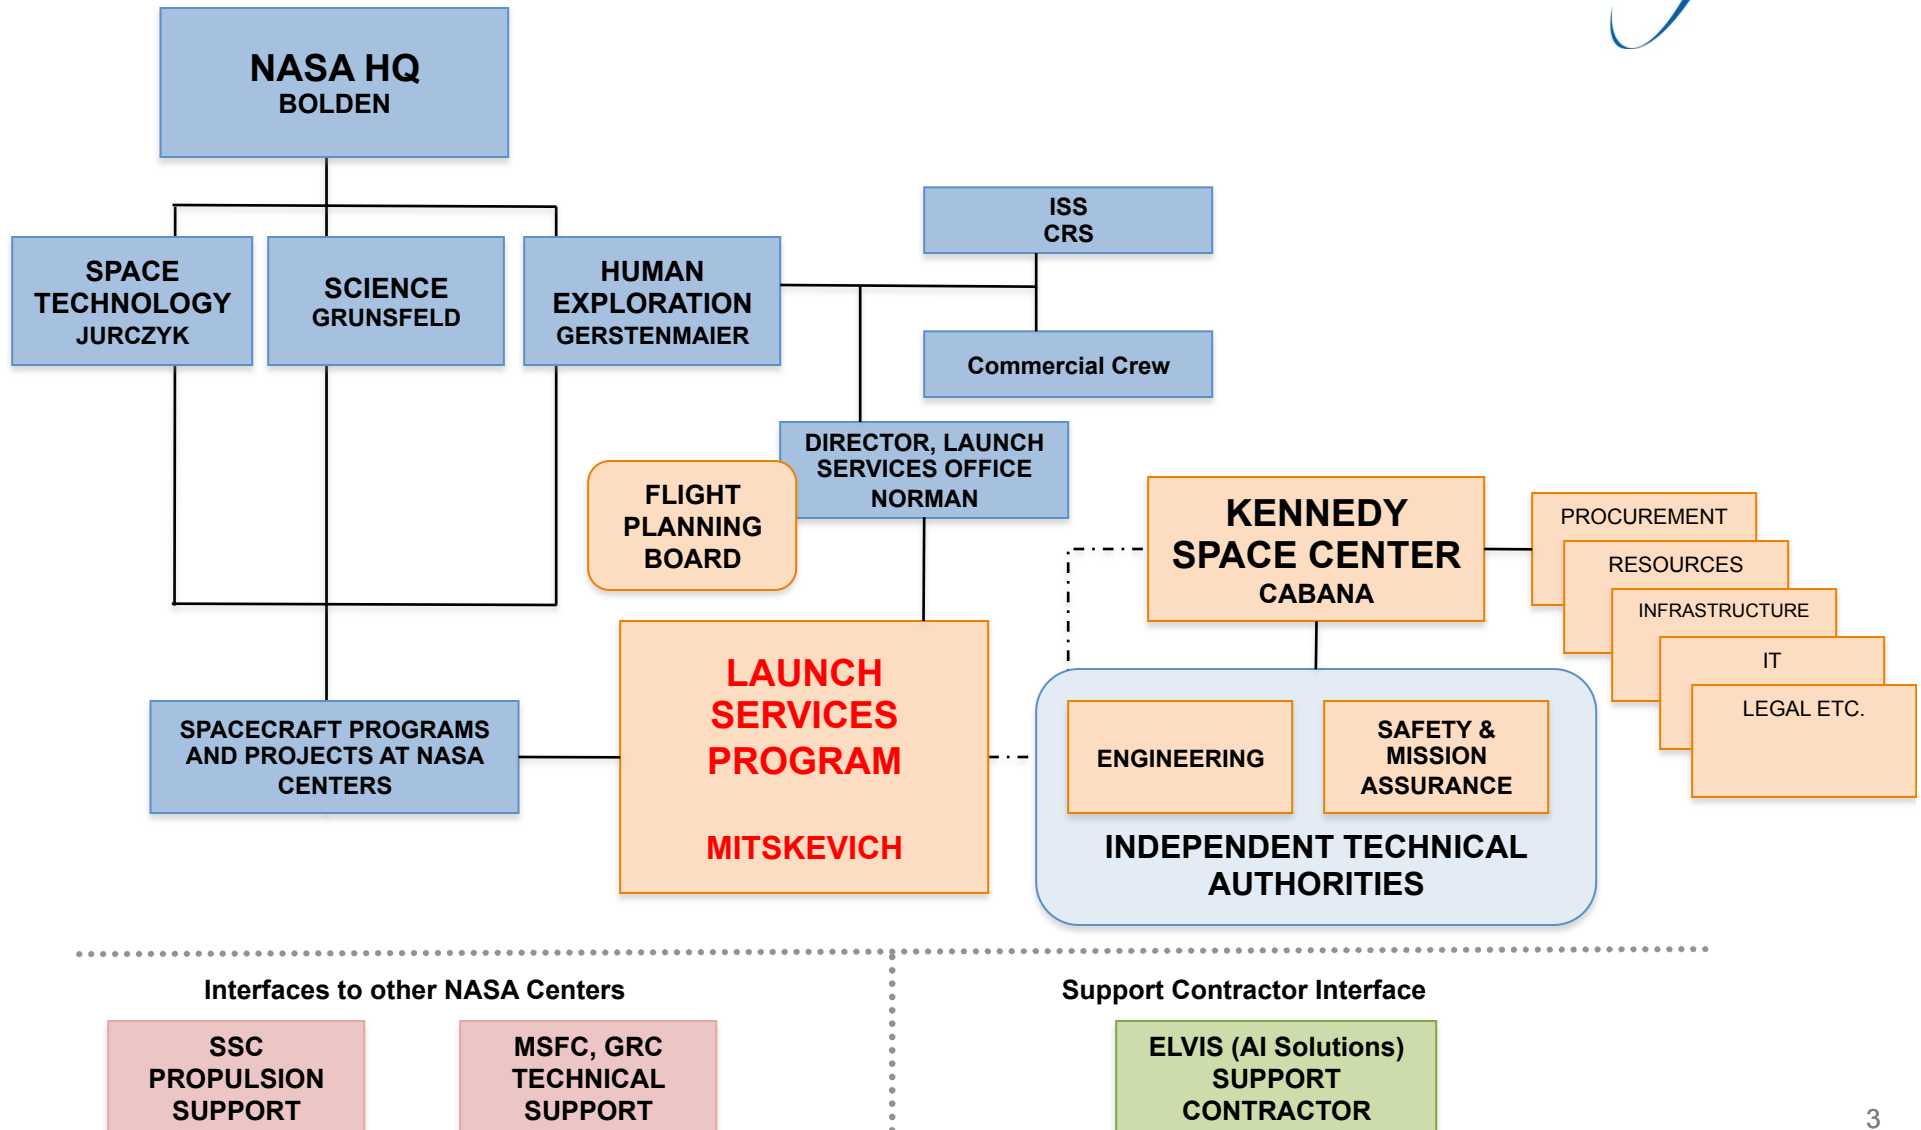 NASA HQ
BOLDEN
ISS
CRS
SPACE
TECHNOLOGY
JURCZYK
SCIENCE
GRUNSFELD
HUMAN
EXPLORATION
GERSTENMAIER
Commercial Crew
DIRECTOR, LAUNCH
SERVICES OFFICE
NORMAN
FLIGHT
PLANNING
BOARD
KENNEDY
SPACE CENTER
CABANA
PROCUREMENT
RESOURCES
INFRASTRUCTURE
IT
LEGAL ETC.
SPACECRAFT PROGRAMS
AND PROJECTS AT NASA
CENTERS
LAUNCH
SERVICES
PROGRAM
MITSKEVICH
ENGINEERING
SAFETY &
MISSION
ASSURANCE
INDEPENDENT TECHNICAL
AUTHORITIES
Interfaces to other NASA Centers
SSC
PROPULSION
SUPPORT
MSFC, GRC
TECHNICAL
SUPPORT
Support Contractor Interface
ELVIS (AI Solutions)
SUPPORT
CONTRACTOR
3